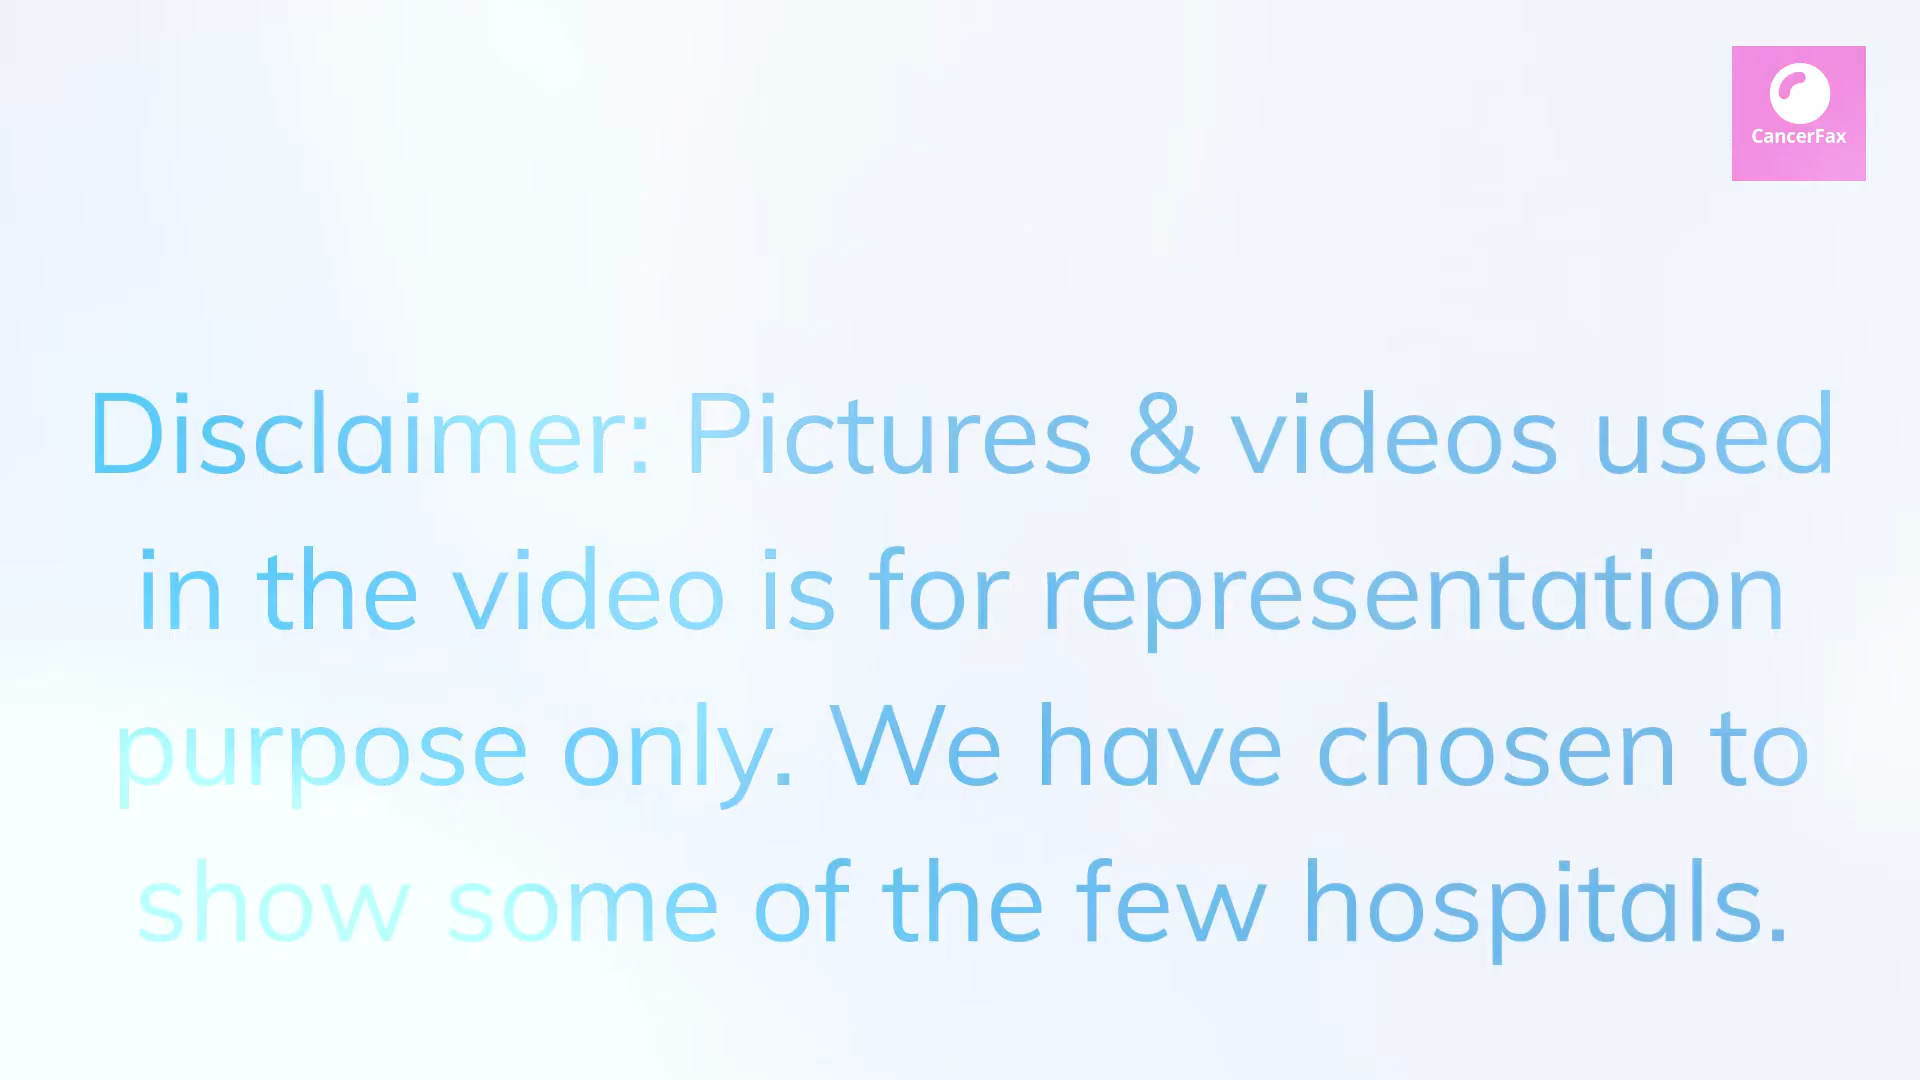 CancerFax
Disclaimer: Pictures & videos used
in the video is for representation
purpose only. We have chosen to
show some of the few hospitals.